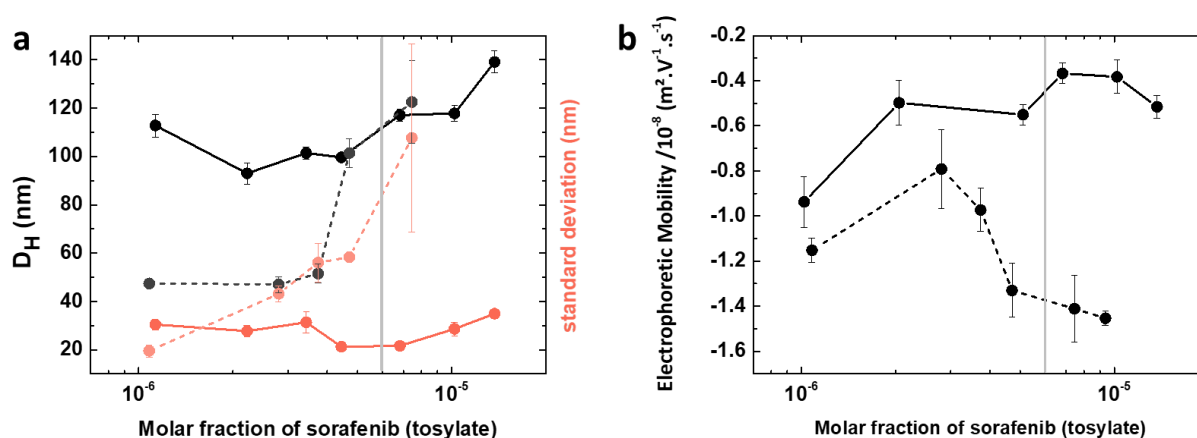 a
140
120
100
80
60
40
20
D_H (nm)
standard deviation (nm)
10⁻⁶
10⁻⁵
Molar fraction of sorafenib (tosylate)
b
-0.2
-0.4
-0.6
-0.8
-1.0
-1.2
-1.4
-1.6
Electrophoretic Mobility /10⁻⁸ (m².V⁻¹.s⁻¹)
10⁻⁶
10⁻⁵
Molar fraction of sorafenib (tosylate)